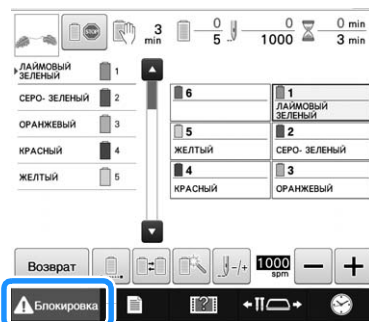 3 min
0
5
0
1000
0 min
3 min
ЛАЙМОВЫЙ
ЗЕЛЕНЫЙ
1
СЕРО- ЗЕЛЕНЫЙ 2
ОРАНЖЕВЫЙ 3
КРАСНЫЙ 4
ЖЕЛТЫЙ 5
6
1
ЛАЙМОВЫЙ
ЗЕЛЕНЫЙ
5
ЖЕЛТЫЙ
2
СЕРО- ЗЕЛЕНЫЙ
4
КРАСНЫЙ
3
ОРАНЖЕВЫЙ
Возврат
-/+
1000
spm
Блокировка